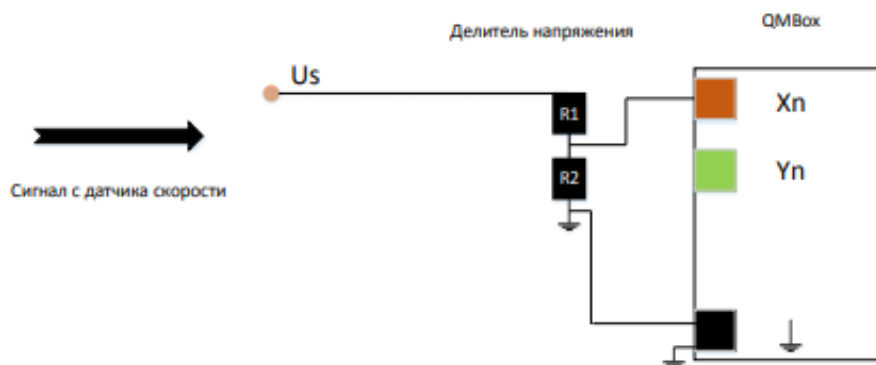 Делитель напряжения
QMBox
Us
R1
Xn
R2
Yn
Сигнал с датчика скорости